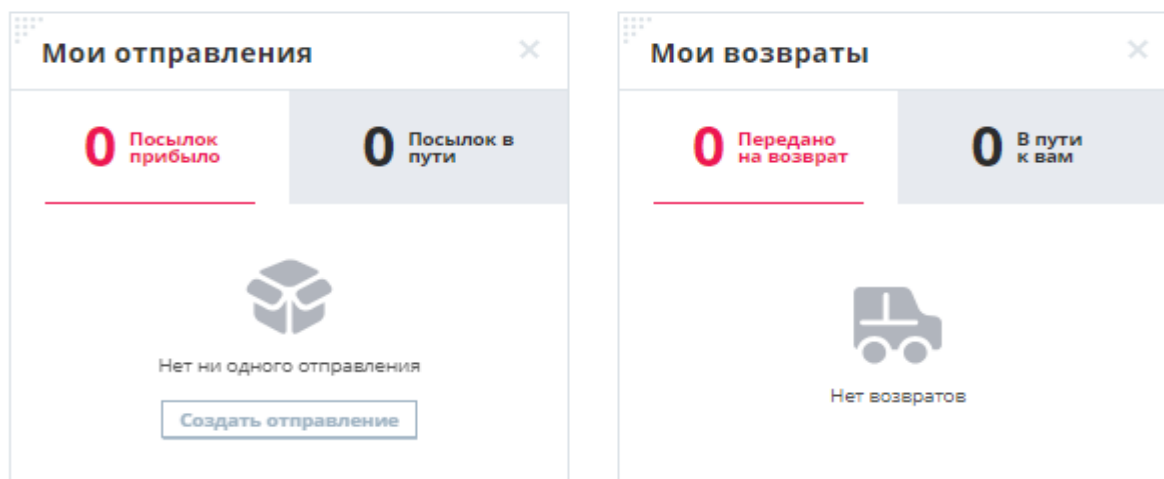 Мои отправления
0 Посылок
прибыло
0 Посылок в
пути
Нет ни одного отправления
Создать отправление
Мои возвраты
0 Передано
на возврат
0 В пути
к вам
Нет возвратов